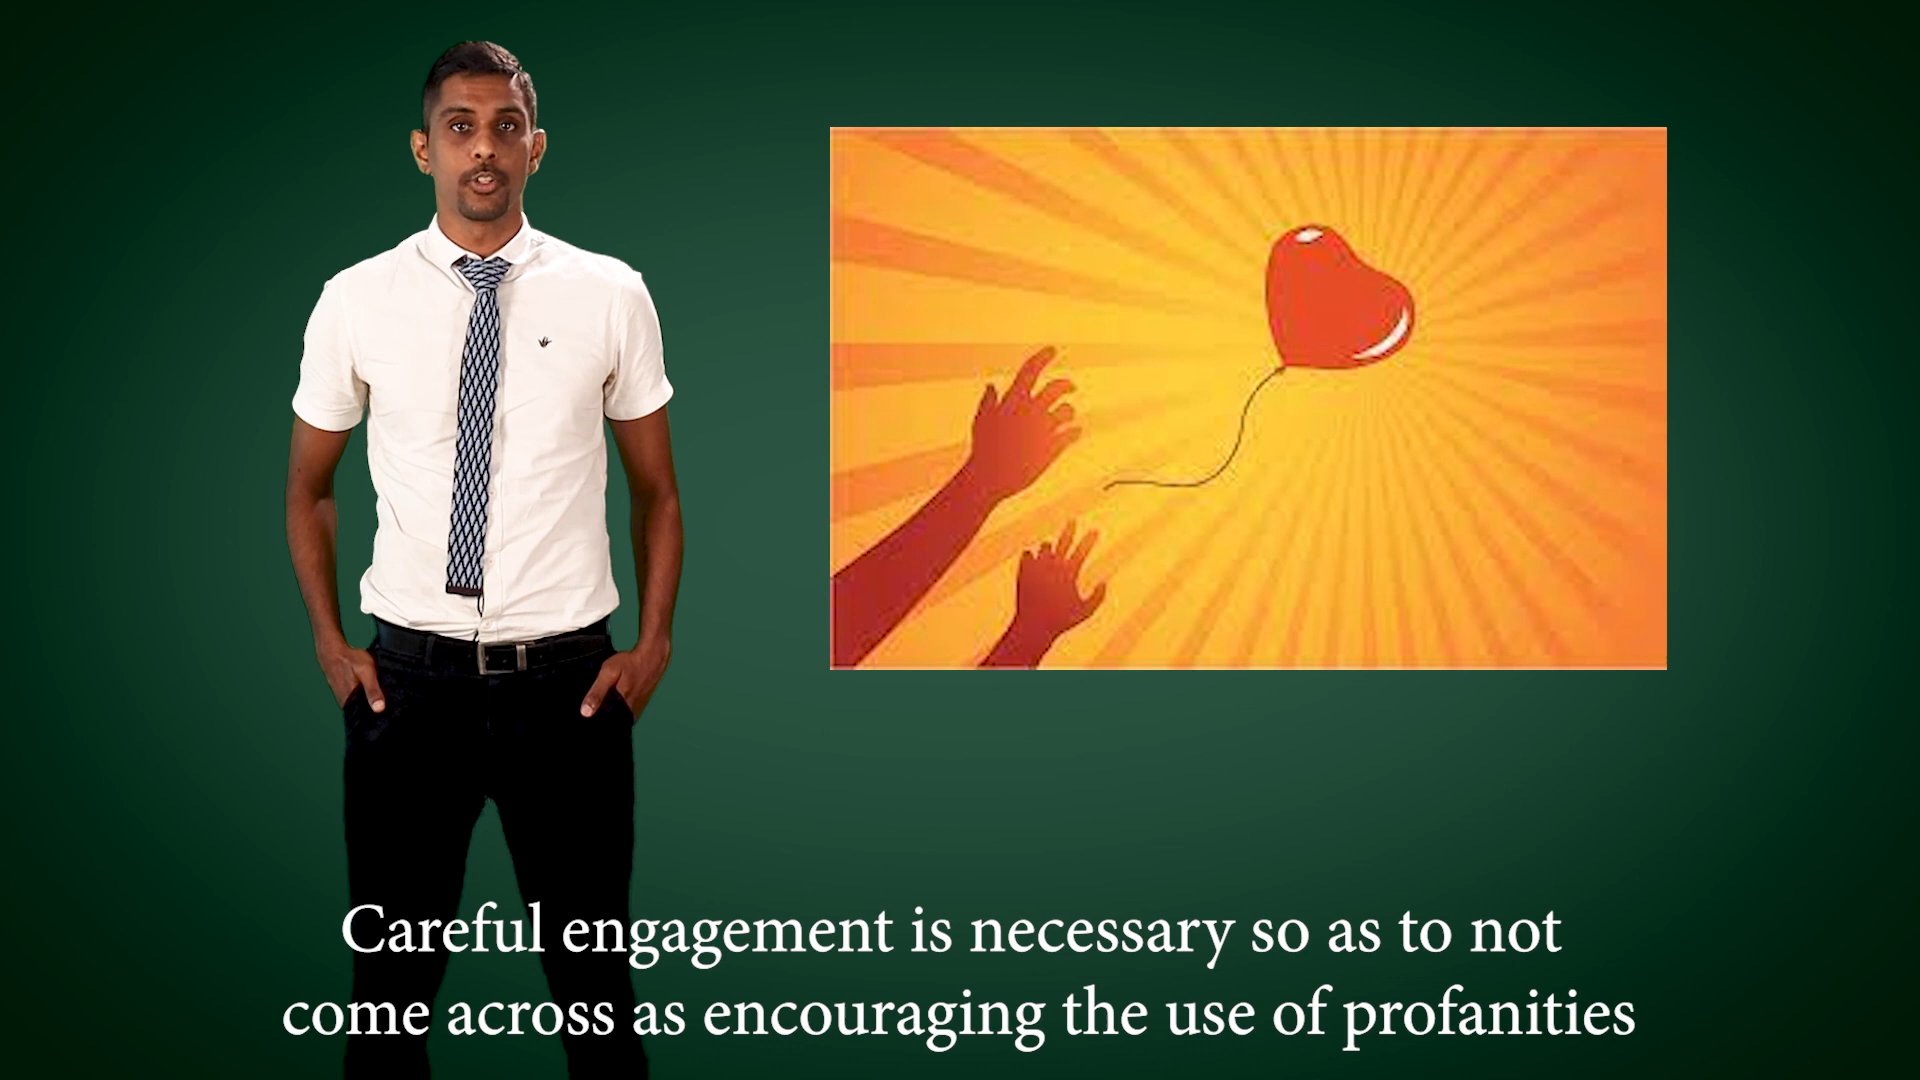 Careful engagement is necessary so as to not
come across as encouraging the use of profanities